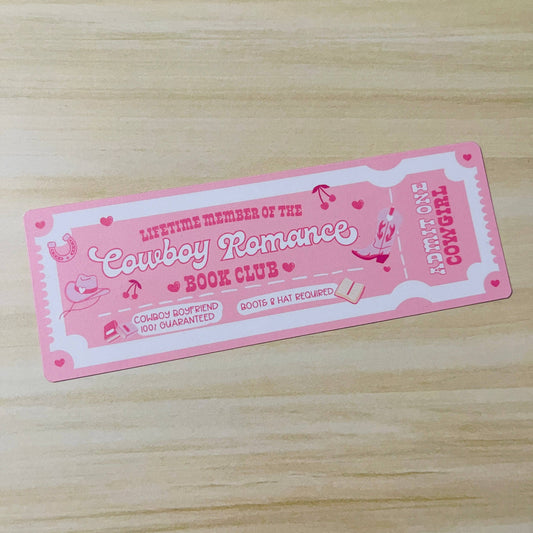 LIFETIME MEMBER OF THE
Cowboy Romance
BOOK CLUB
COWBOY BOYFRIEND
100% GUARANTEED
BOOTS & HAT REQUIRED
ADMIT ONE
COWGIRL